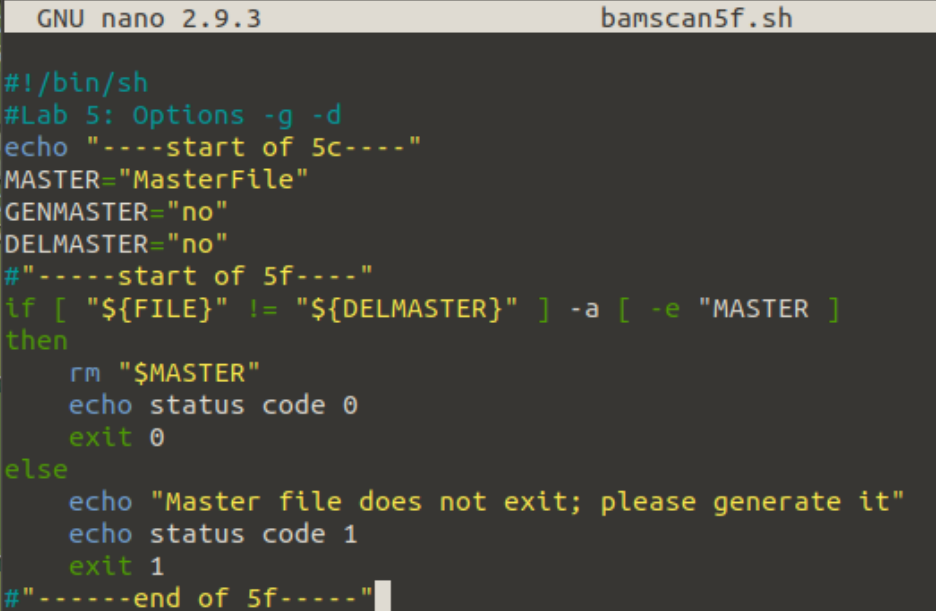 GNU nano 2.9.3 bamscan5f.sh
#!/bin/sh
#Lab 5: Options -g -d
echo "----start of 5c----"
MASTER="MasterFile"
GENMASTER="no"
DELMASTER="no"
#"-----start of 5f----"
if [ "${FILE}" != "${DELMASTER}" ] -a [ -e "MASTER ]
then
    rm "$MASTER"
    echo status code 0
    exit 0
else
    echo "Master file does not exit; please generate it"
    echo status code 1
    exit 1
#"------end of 5f-----"